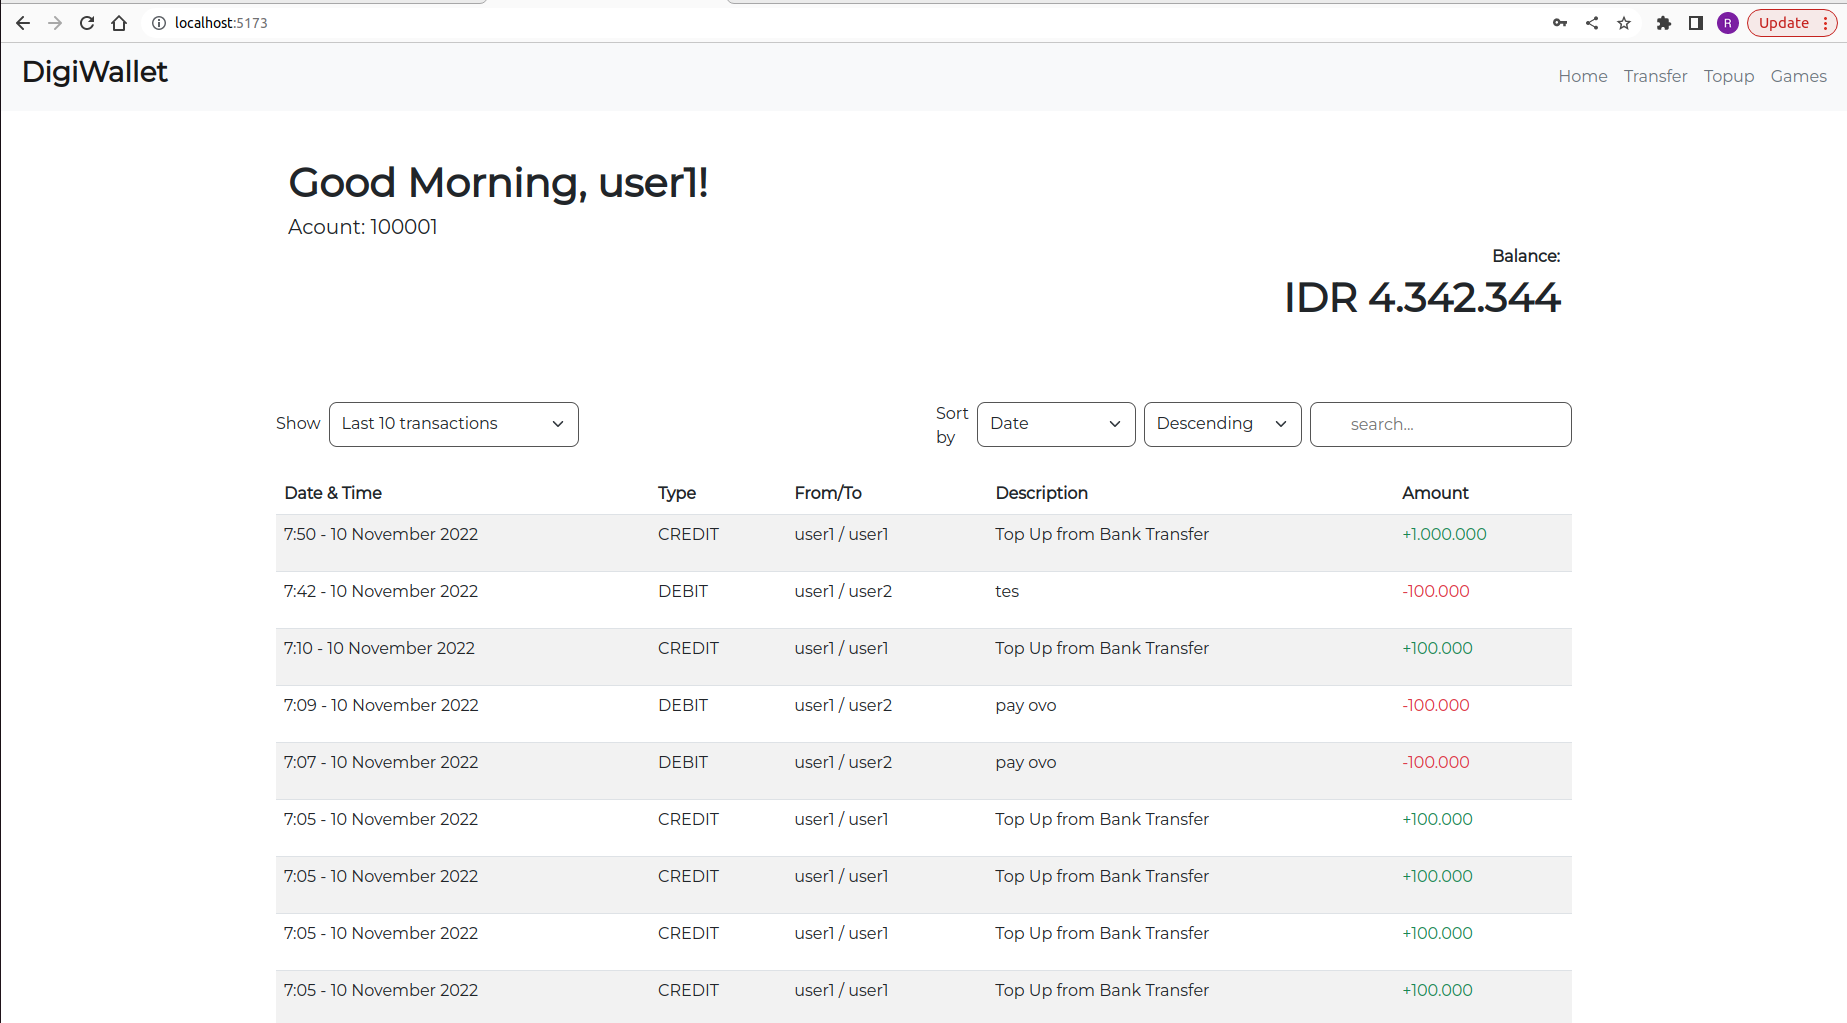 localhost:5173
R
Update
DigiWallet
Home Transfer Topup Games
Good Morning, user1!
Acount: 100001
Balance:
IDR 4.342.344
Show Last 10 transactions Sort by Date Descending search...
Date & Time Type From/To Description Amount
7:50 - 10 November 2022 CREDIT user1 / user1 Top Up from Bank Transfer +1.000.000
7:42 - 10 November 2022 DEBIT user1 / user2 tes -100.000
7:10 - 10 November 2022 CREDIT user1 / user1 Top Up from Bank Transfer +100.000
7:09 - 10 November 2022 DEBIT user1 / user2 pay ovo -100.000
7:07 - 10 November 2022 DEBIT user1 / user2 pay ovo -100.000
7:05 - 10 November 2022 CREDIT user1 / user1 Top Up from Bank Transfer +100.000
7:05 - 10 November 2022 CREDIT user1 / user1 Top Up from Bank Transfer +100.000
7:05 - 10 November 2022 CREDIT user1 / user1 Top Up from Bank Transfer +100.000
7:05 - 10 November 2022 CREDIT user1 / user1 Top Up from Bank Transfer +100.000